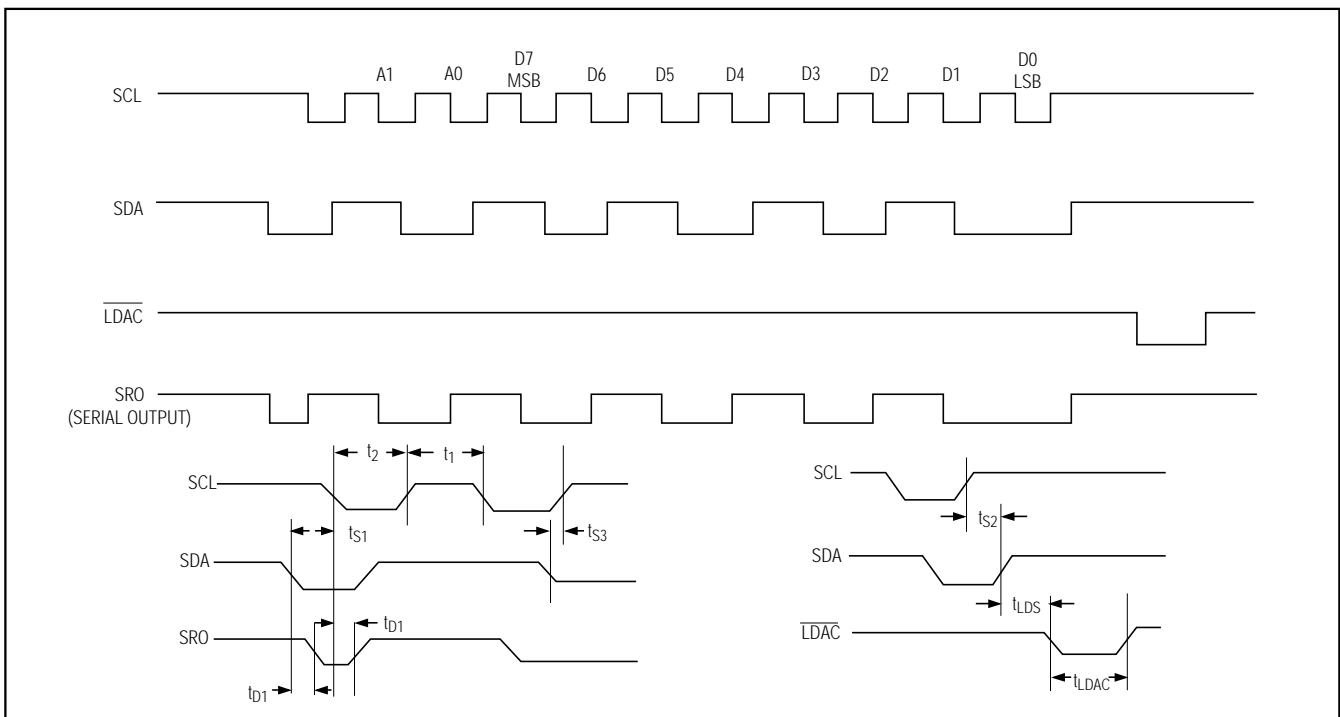 A1 A0 D7 MSB D6 D5 D4 D3 D2 D1 D0 LSB
SCL
SDA
LDAC
SRO
(SERIAL OUTPUT)
t2 t1
SCL
tS1 tS3
SDA
tD1
SRO
tD1
SCL
tS2
SDA
tLDS
LDAC
tLDAC